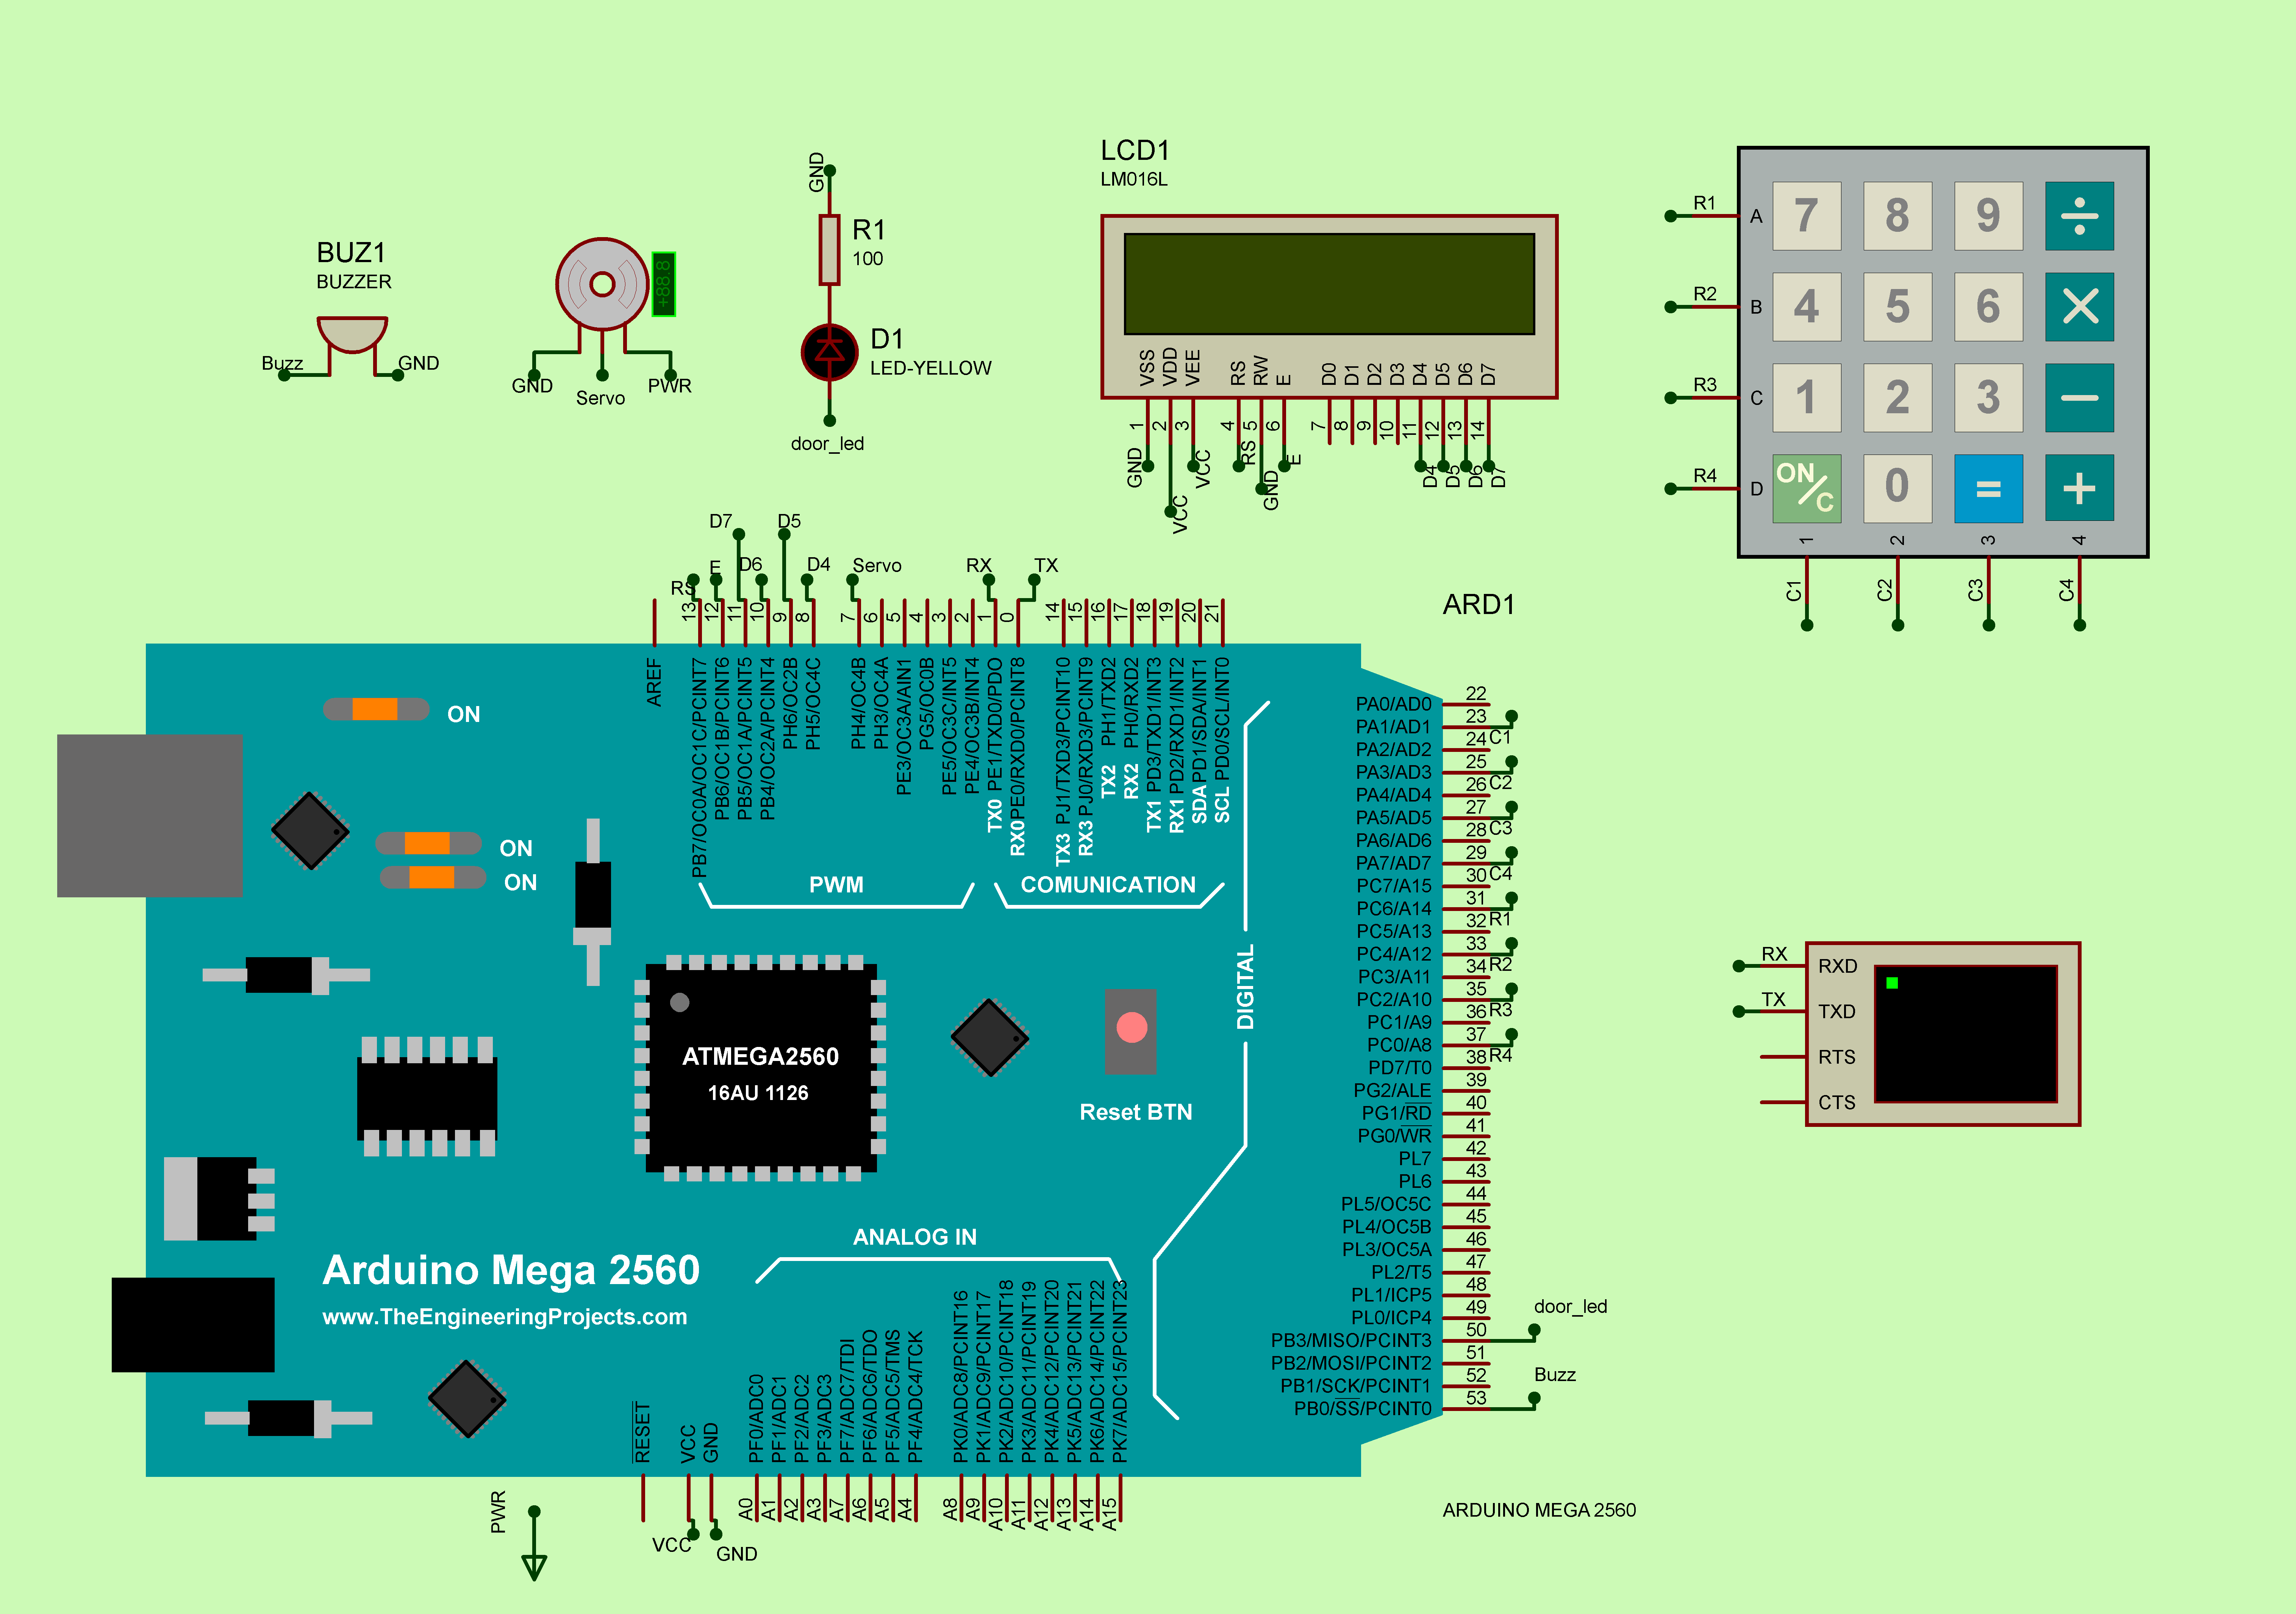 BUZ1
BUZZER
Buzz
GND
+88.8
GND
Servo
PWR
GND
R1
100
D1
LED-YELLOW
door_led
LCD1
LM016L
VSS
VDD
VEE
RS
RW
E
D0
D1
D2
D3
D4
D5
D6
D7
1
2
3
4
5
6
7
8
9
10
11
12
13
14
GND
VCC
VCC
RS
GND
E
D4
D5
D6
D7
R1 A 7 8 9 ÷
R2 B 4 5 6 ×
R3 C 1 2 3 −
R4 D ON/C 0 = +
1 2 3 4
C1 C2 C3 C4
D7 D5
RS E D6 D4 Servo RX TX
13 12 11 10 9 8 7 6 5 4 3 2 1 0 14 15 16 17 18 19 20 21
ARD1
AREF
PB7/OC0A/OC1C/PCINT7
PB6/OC1B/PCINT6
PB5/OC1A/PCINT5
PB4/OC2A/PCINT4
PH6/OC2B
PH5/OC4C
PH4/OC4B
PH3/OC4A
PE3/OC3A/AIN1
PG5/OC0B
PE5/OC3C/INT5
PE4/OC3B/INT4
TX0 PE1/TXD0/PDO
RX0 PE0/RXD0/PCINT8
TX3 PJ1/TXD3/PCINT10
RX3 PJ0/RXD3/PCINT9
TX2 PH1/TXD2
RX2 PH0/RXD2
TX1 PD3/TXD1/INT3
RX1 PD2/RXD1/INT2
SDA PD1/SDA/INT1
SCL PD0/SCL/INT0
ON
ON
ON
PWM
COMUNICATION
DIGITAL
PA0/AD0 22
PA1/AD1 23
C1
PA2/AD2 24
PA3/AD3 25
C2
PA4/AD4 26
PA5/AD5 27
C3
PA6/AD6 28
PA7/AD7 29
C4
PC7/A15 30
PC6/A14 31
R1
PC5/A13 32
PC4/A12 33
R2
PC3/A11 34
PC2/A10 35
R3
PC1/A9 36
PC0/A8 37
R4
PD7/T0 38
PG2/ALE 39
PG1/RD 40
PG0/WR 41
PL7 42
PL6 43
PL5/OC5C 44
PL4/OC5B 45
PL3/OC5A 46
PL2/T5 47
PL1/ICP5 48
PL0/ICP4 49
PB3/MISO/PCINT3 50
door_led
PB2/MOSI/PCINT2 51
PB1/SCK/PCINT1 52
PB0/SS/PCINT0 53
Buzz
RX RXD
TX TXD
RTS
CTS
ATMEGA2560
16AU 1126
Reset BTN
ANALOG IN
Arduino Mega 2560
www.TheEngineeringProjects.com
RESET
VCC
GND
PF0/ADC0
PF1/ADC1
PF2/ADC2
PF3/ADC3
PF7/ADC7/TDI
PF6/ADC6/TDO
PF5/ADC5/TMS
PF4/ADC4/TCK
PK0/ADC8/PCINT16
PK1/ADC9/PCINT17
PK2/ADC10/PCINT18
PK3/ADC11/PCINT19
PK4/ADC12/PCINT20
PK5/ADC13/PCINT21
PK6/ADC14/PCINT22
PK7/ADC15/PCINT23
PWR
VCC
GND
A0 A1 A2 A3 A7 A6 A5 A4 A8 A9 A10 A11 A12 A13 A14 A15
ARDUINO MEGA 2560